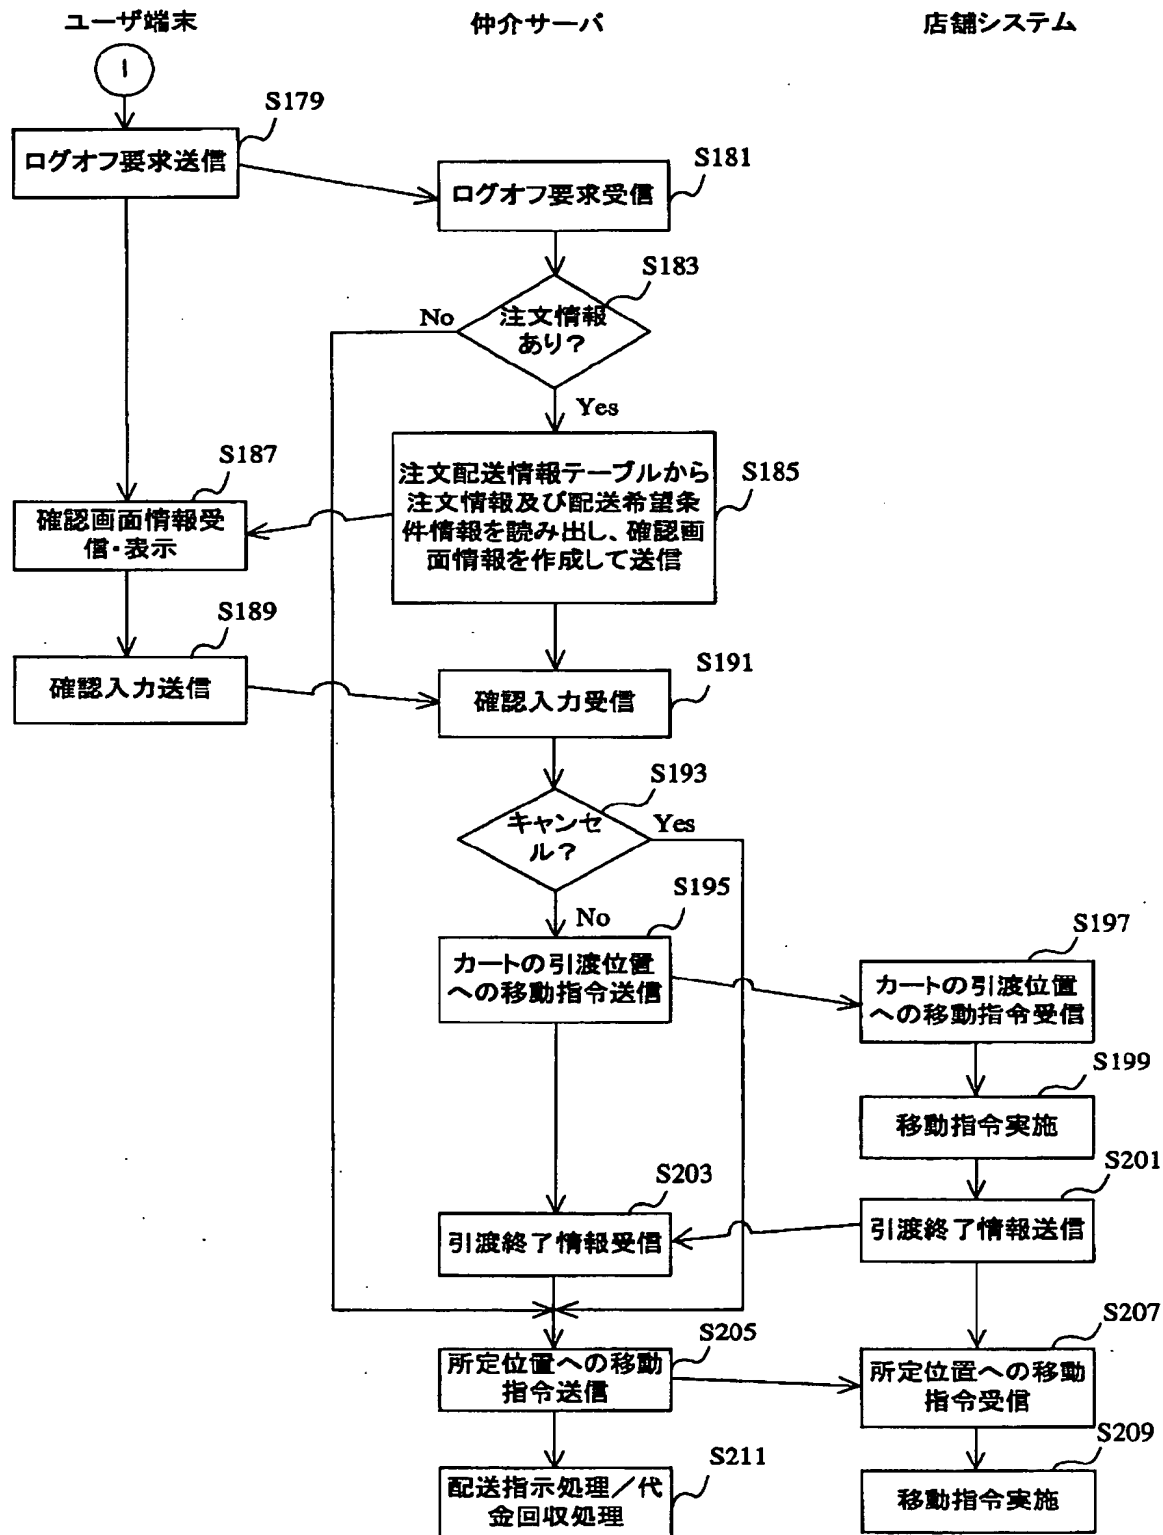 ユーザ端末
仲介サーバ
店舗システム
1
S179
ログオフ要求送信
S181
ログオフ要求受信
S183
注文情報
あり?
No
Yes
S185
注文配送情報テーブルから
注文情報及び配送希望条
件情報を読み出し、確認画
面情報を作成して送信
S187
確認画面情報受
信・表示
S189
確認入力送信
S191
確認入力受信
S193
キャンセ
ル?
Yes
No
S195
カートの引渡位置
への移動指令送信
S197
カートの引渡位置
への移動指令受信
S199
移動指令実施
S201
引渡終了情報送信
S203
引渡終了情報受信
S205
所定位置への移動
指令送信
S207
所定位置への移動
指令受信
S209
移動指令実施
S211
配送指示処理/代
金回収処理